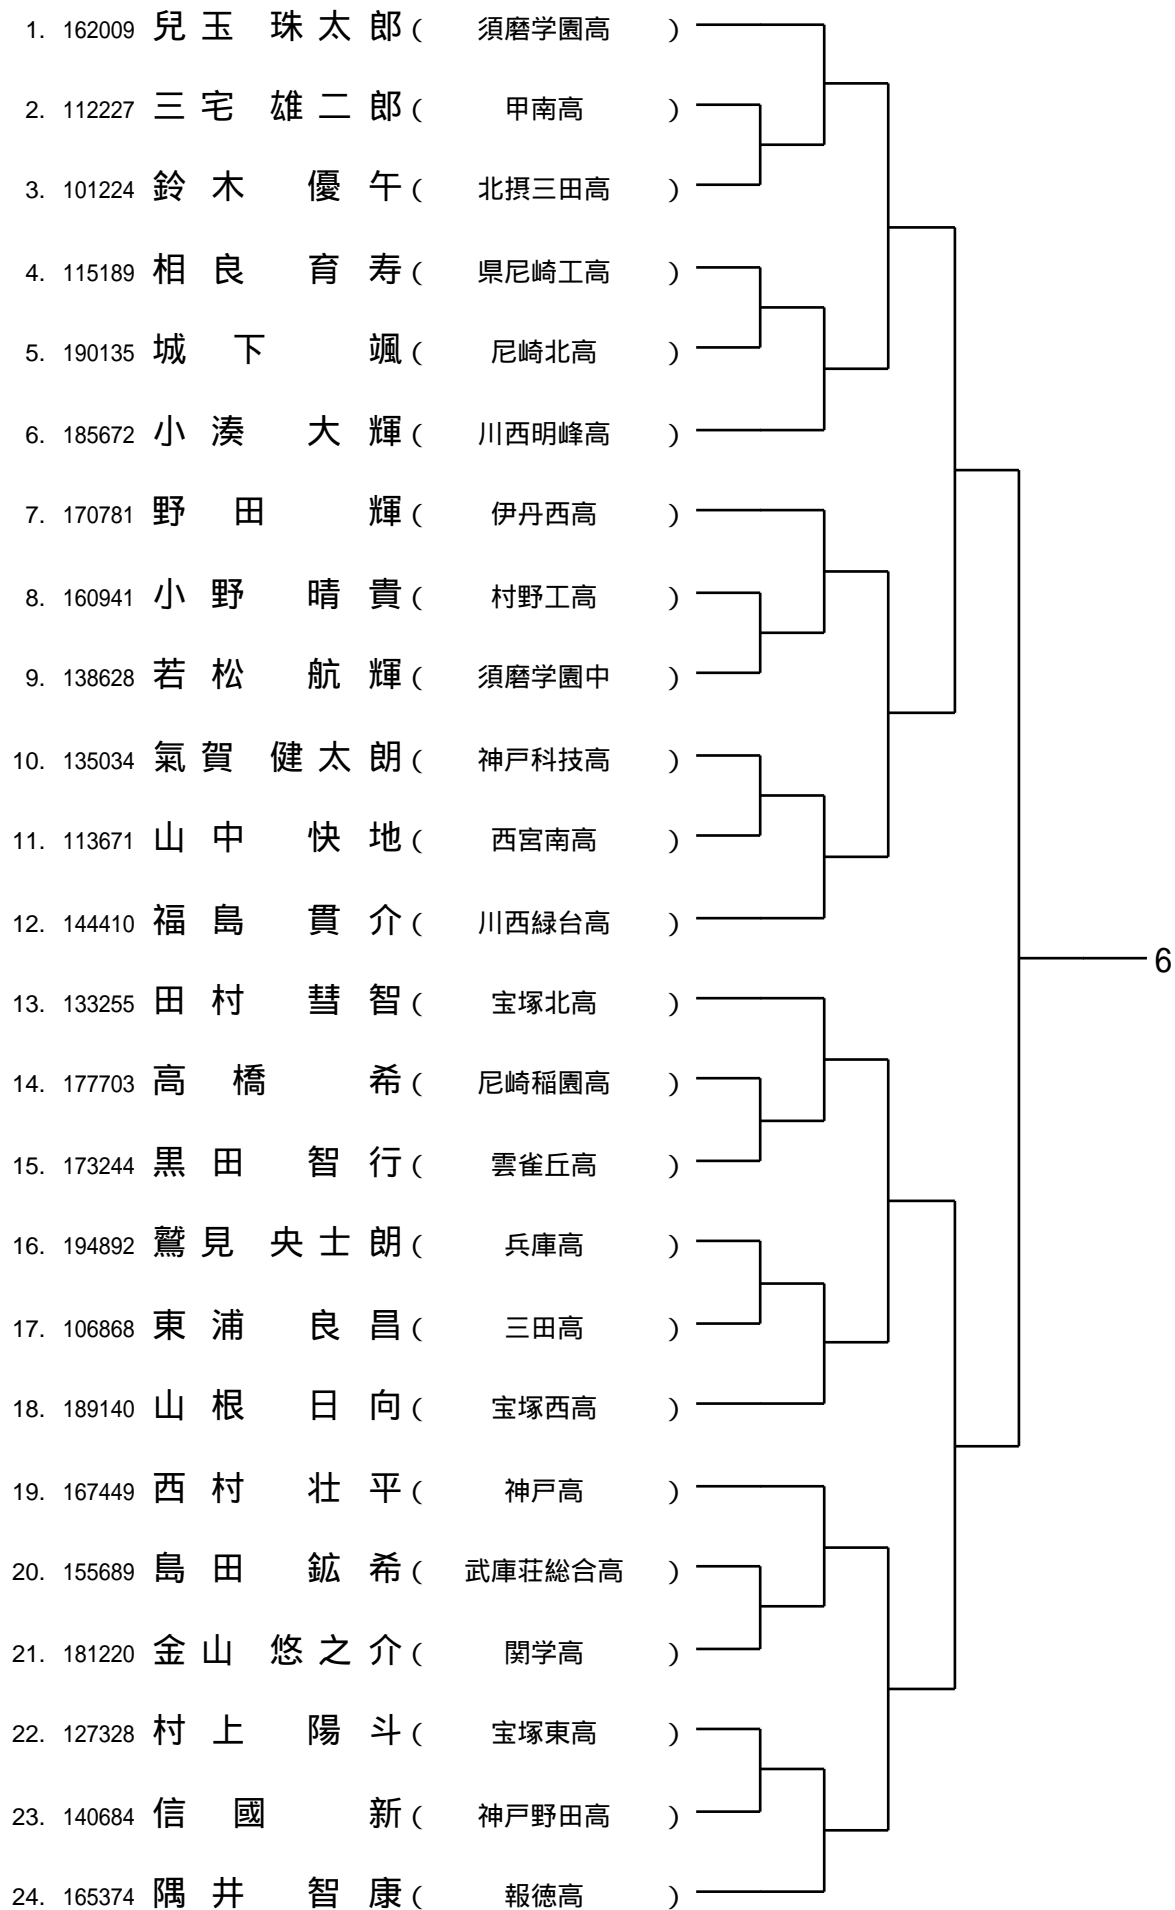 1. 162009 兒玉 珠太郎 ( 須磨学園高 )
2. 112227 三宅 雄二郎 ( 甲南高 )
3. 101224 鈴木 優午 ( 北摂三田高 )
4. 115189 相良 育寿 ( 県尼崎工高 )
5. 190135 城下 颯 ( 尼崎北高 )
6. 185672 小湊 大輝 ( 川西明峰高 )
7. 170781 野田 輝 ( 伊丹西高 )
8. 160941 小野 晴貴 ( 村野工高 )
9. 138628 若松 航輝 ( 須磨学園中 )
10. 135034 氣賀 健太朗 ( 神戸科技高 )
11. 113671 山中 快地 ( 西宮南高 )
12. 144410 福島 貫介 ( 川西緑台高 )
6
13. 133255 田村 彗智 ( 宝塚北高 )
14. 177703 高橋 希 ( 尼崎稲園高 )
15. 173244 黒田 智行 ( 雲雀丘高 )
16. 194892 鷲見 央士朗 ( 兵庫高 )
17. 106868 東浦 良昌 ( 三田高 )
18. 189140 山根 日向 ( 宝塚西高 )
19. 167449 西村 壮平 ( 神戸高 )
20. 155689 島田 鉱希 ( 武庫荘総合高 )
21. 181220 金山 悠之介 ( 関学高 )
22. 127328 村上 陽斗 ( 宝塚東高 )
23. 140684 信國 新 ( 神戸野田高 )
24. 165374 隅井 智康 ( 報徳高 )